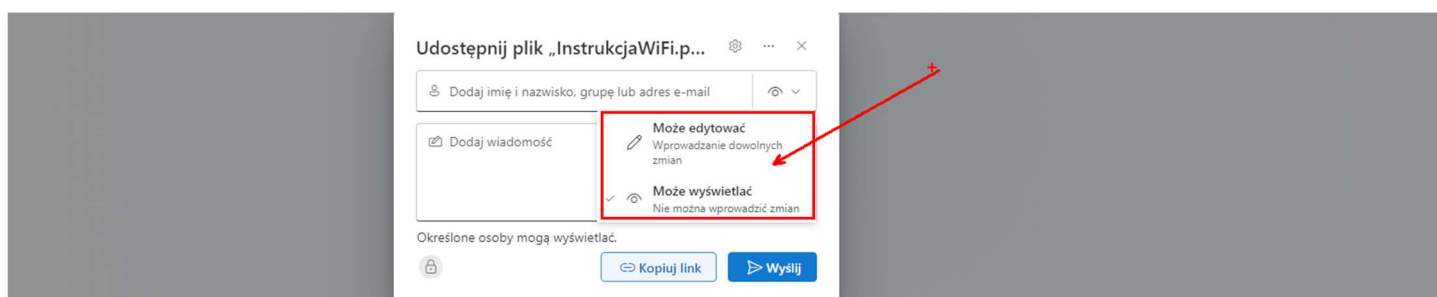 Udostępnij plik „InstrukcjaWiFi.p...
Dodaj imię i nazwisko, grupę lub adres e-mail
Dodaj wiadomość
Może edytować
Wprowadzanie dowolnych
zmian
Może wyświetlać
Nie można wprowadzić zmian
Określone osoby mogą wyświetlać.
Kopiuj link
Wyślij